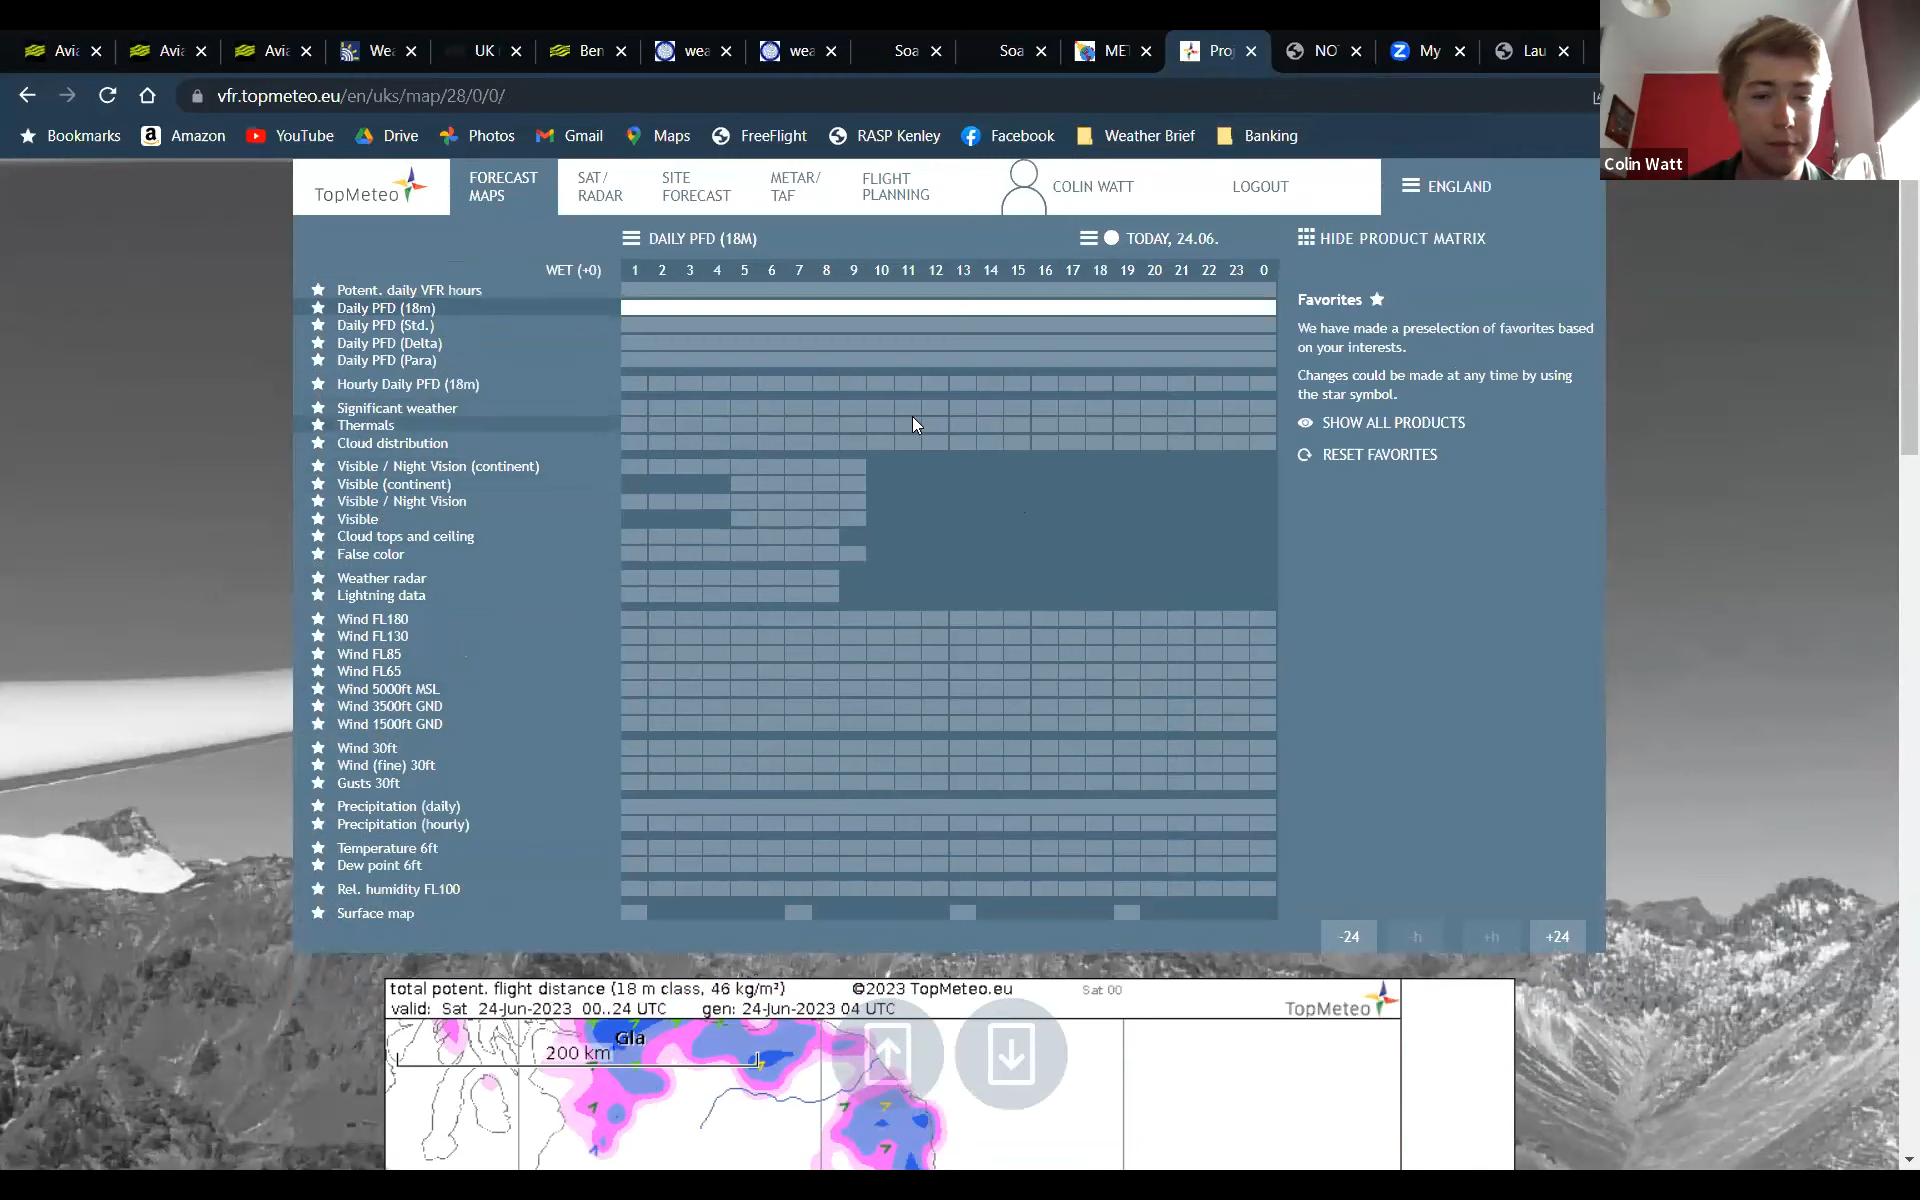 Avia
Avia
Avia
Wea
UK (
Ben
wea
wea
Soa
Soa
MET
Pro
NO
My
Lau
vfr.topmeteo.eu/en/uks/map/28/0/0/
Bookmarks
Amazon
YouTube
Drive
Photos
Gmail
Maps
FreeFlight
RASP Kenley
Facebook
Weather Brief
Banking
Colin Watt
TopMeteo
FORECAST MAPS
SAT/ RADAR
SITE FORECAST
METAR/ TAF
FLIGHT PLANNING
COLIN WATT
LOGOUT
ENGLAND
DAILY PFD (18M)
TODAY, 24.06.
HIDE PRODUCT MATRIX
WET (+0) 1 2 3 4 5 6 7 8 9 10 11 12 13 14 15 16 17 18 19 20 21 22 23 0
Potent. daily VFR hours
Daily PFD (18m)
Daily PFD (Std.)
Daily PFD (Delta)
Daily PFD (Para)
Hourly Daily PFD (18m)
Significant weather
Thermals
Cloud distribution
Visible / Night Vision (continent)
Visible (continent)
Visible / Night Vision
Visible
Cloud tops and ceiling
False color
Weather radar
Lightning data
Wind FL180
Wind FL130
Wind FL85
Wind FL65
Wind 5000ft MSL
Wind 3500ft GND
Wind 1500ft GND
Wind 30ft
Wind (fine) 30ft
Gusts 30ft
Precipitation (daily)
Precipitation (hourly)
Temperature 6ft
Dew point 6ft
Rel. humidity FL100
Surface map
Favorites
We have made a preselection of favorites based
on your interests.
Changes could be made at any time by using
the star symbol.
SHOW ALL PRODUCTS
RESET FAVORITES
-24
-h
+h
+24
total potent. flight distance (18 m class, 46 kg/m²) ©2023 TopMeteo.eu Sat 00
valid: Sat 24-Jun-2023 00..24 UTC gen: 24-Jun-2023 04 UTC
TopMeteo
Gla
200 km